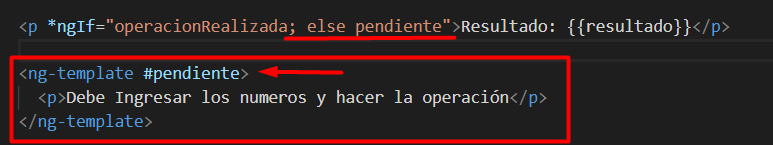 <p *ngIf="operacionRealizada; else pendiente">Resultado: {{resultado}}</p>
<ng-template #pendiente>
<p>Debe Ingresar los numeros y hacer la operación</p>
</ng-template>